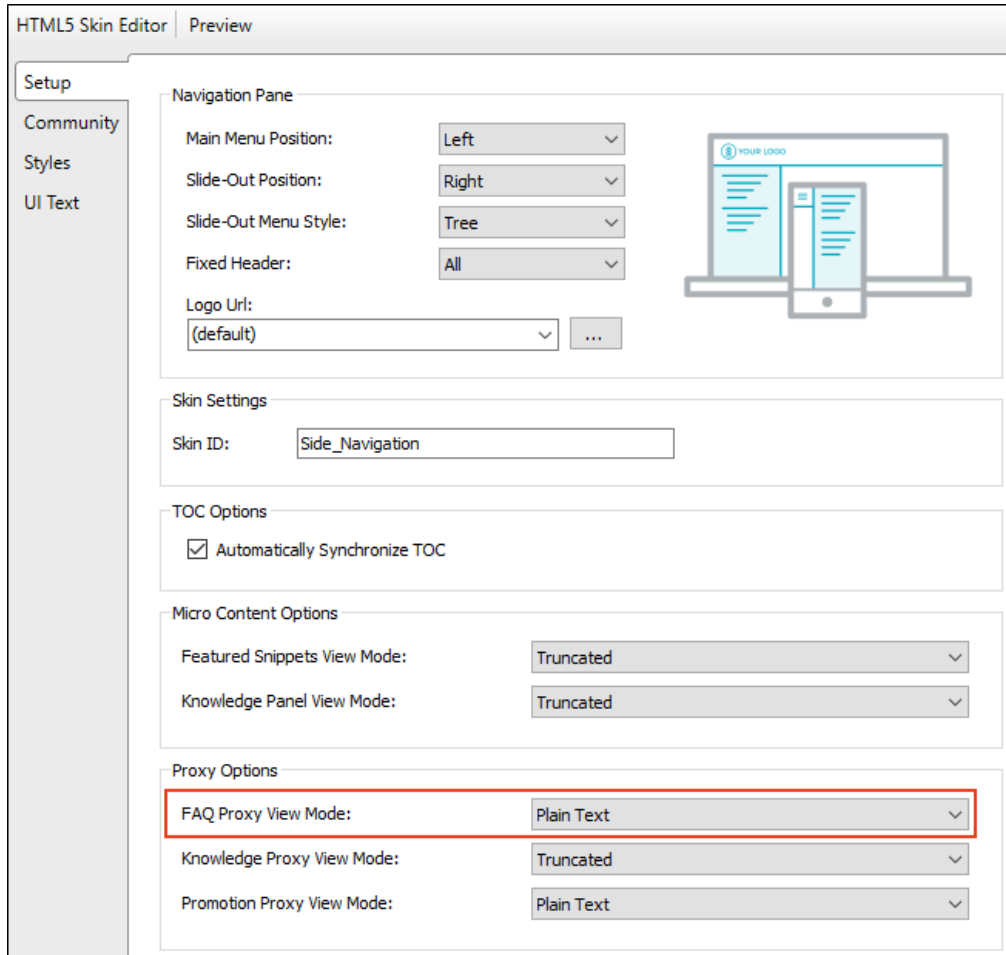 HTML5 Skin Editor Preview
Setup
Community
Styles
UI Text
Navigation Pane
Main Menu Position: Left
Slide-Out Position: Right
Slide-Out Menu Style: Tree
Fixed Header: All
Logo Url:
(default) ...
YOUR LOGO
Skin Settings
Skin ID: Side_Navigation
TOC Options
Automatically Synchronize TOC
Micro Content Options
Featured Snippets View Mode: Truncated
Knowledge Panel View Mode: Truncated
Proxy Options
FAQ Proxy View Mode: Plain Text
Knowledge Proxy View Mode: Truncated
Promotion Proxy View Mode: Plain Text